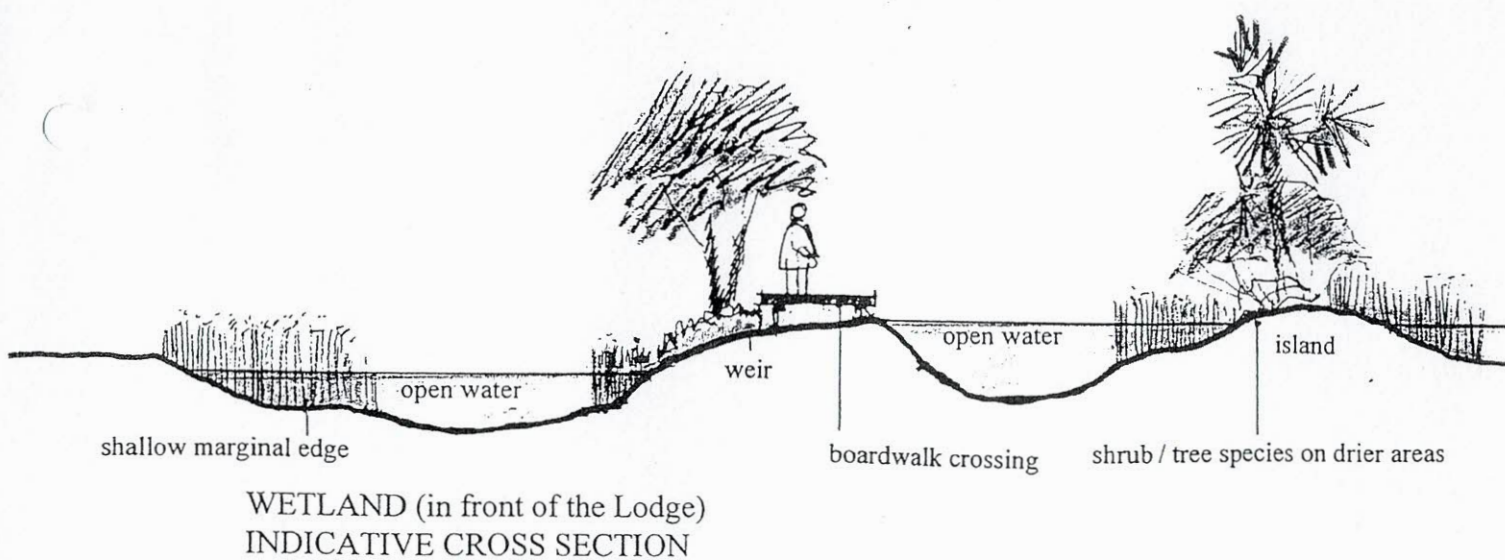 open water
island
weir
open water
shallow marginal edge
boardwalk crossing
shrub / tree species on drier areas
WETLAND (in front of the Lodge)
INDICATIVE CROSS SECTION